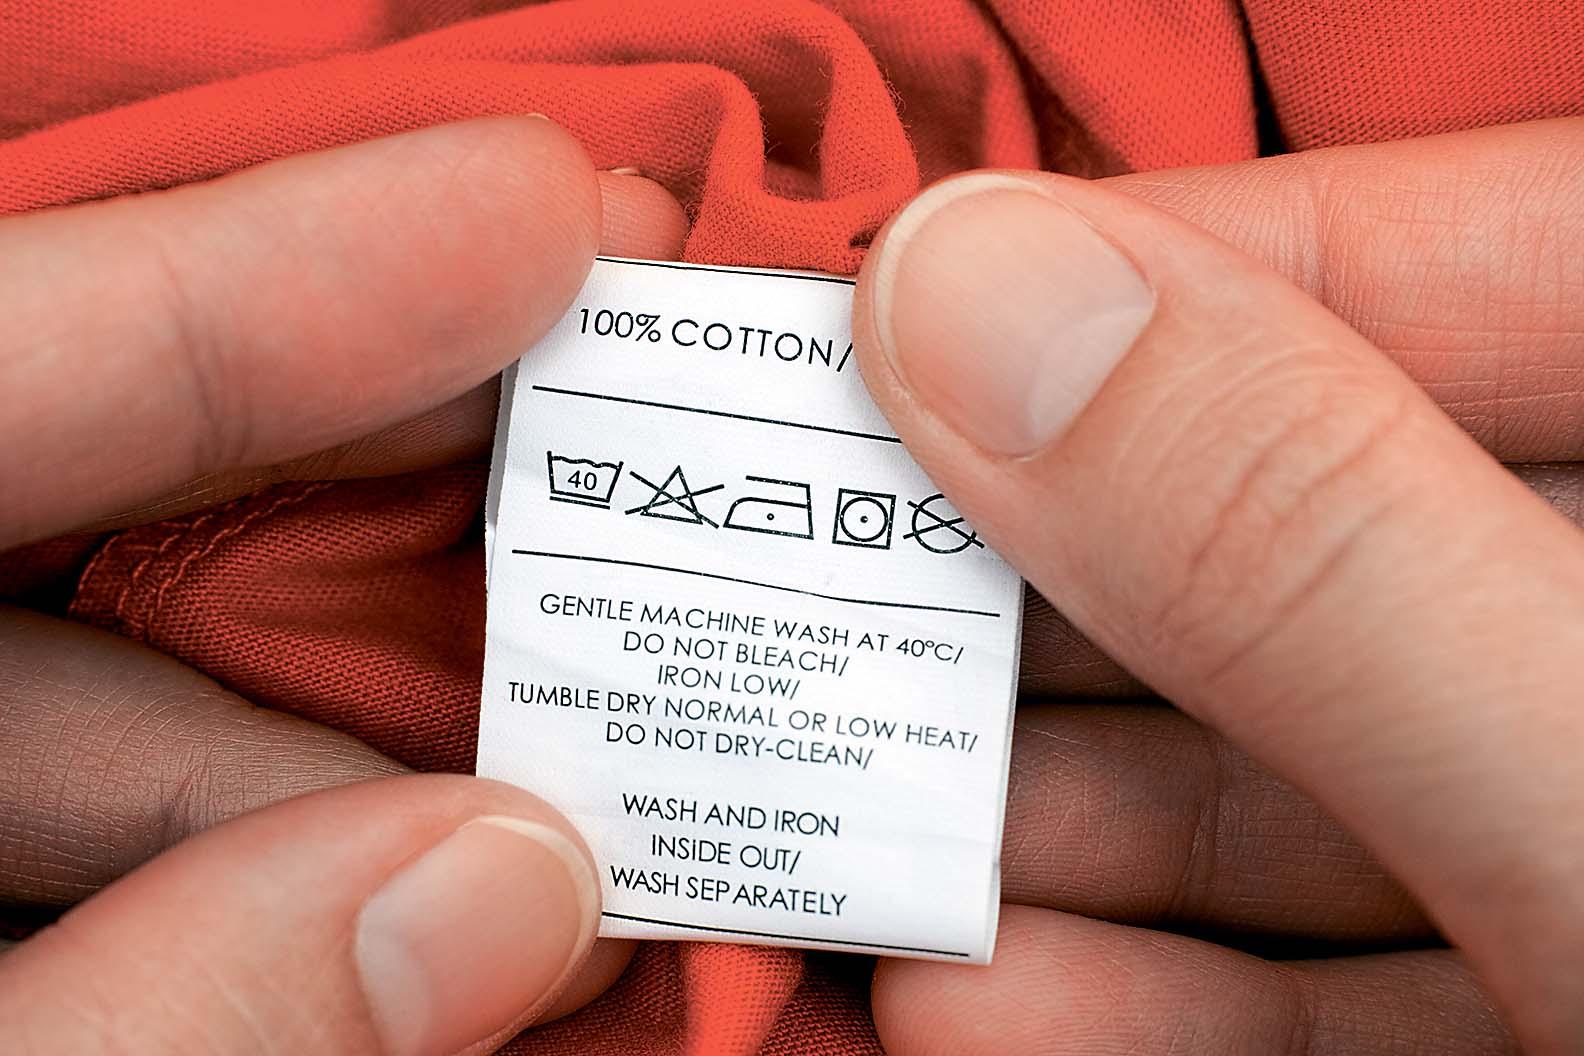 100% COTTON/
40
GENTLE MACHINE WASH AT 40°C/
DO NOT BLEACH/
IRON LOW/
TUMBLE DRY NORMAL OR LOW HEAT/
DO NOT DRY-CLEAN/
WASH AND IRON
INSIDE OUT/
WASH SEPARATELY